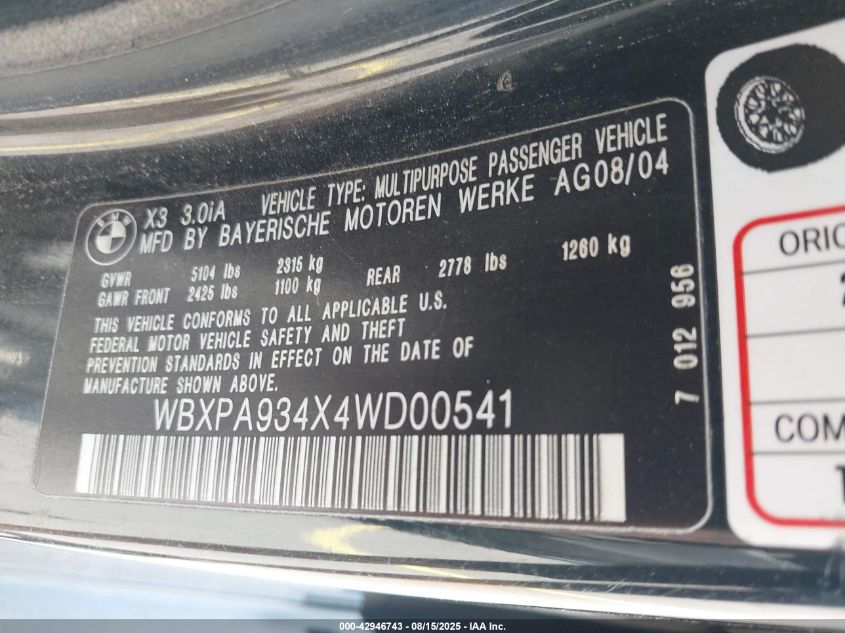 BMW
X3 3.0iA VEHICLE TYPE: MULTIPURPOSE PASSENGER VEHICLE
MFD BY BAYERISCHE MOTOREN WERKE AG08/04
GVWR 5104 lbs 2315 kg
GAWR FRONT 2425 lbs 1100 kg REAR 2778 lbs 1260 kg
THIS VEHICLE CONFORMS TO ALL APPLICABLE U.S.
FEDERAL MOTOR VEHICLE SAFETY AND THEFT
PREVENTION STANDARDS IN EFFECT ON THE DATE OF
MANUFACTURE SHOWN ABOVE.
WBXPA934X4WD00541
7 012 956
ORIG
COM
000-42946743 - 08/15/2025 - IAA Inc.